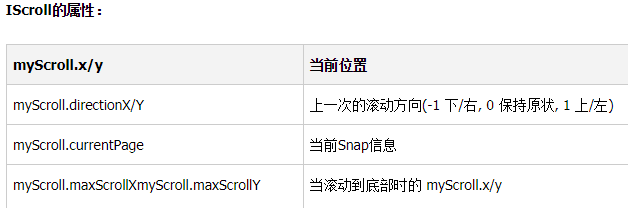 IScroll的属性：
myScroll.x/y 当前位置
myScroll.directionX/Y 上一次的滚动方向(-1 下/右, 0 保持原状, 1 上/左)
myScroll.currentPage 当前Snap信息
myScroll.maxScrollXmyScroll.maxScrollY 当滚动到底部时的 myScroll.x/y